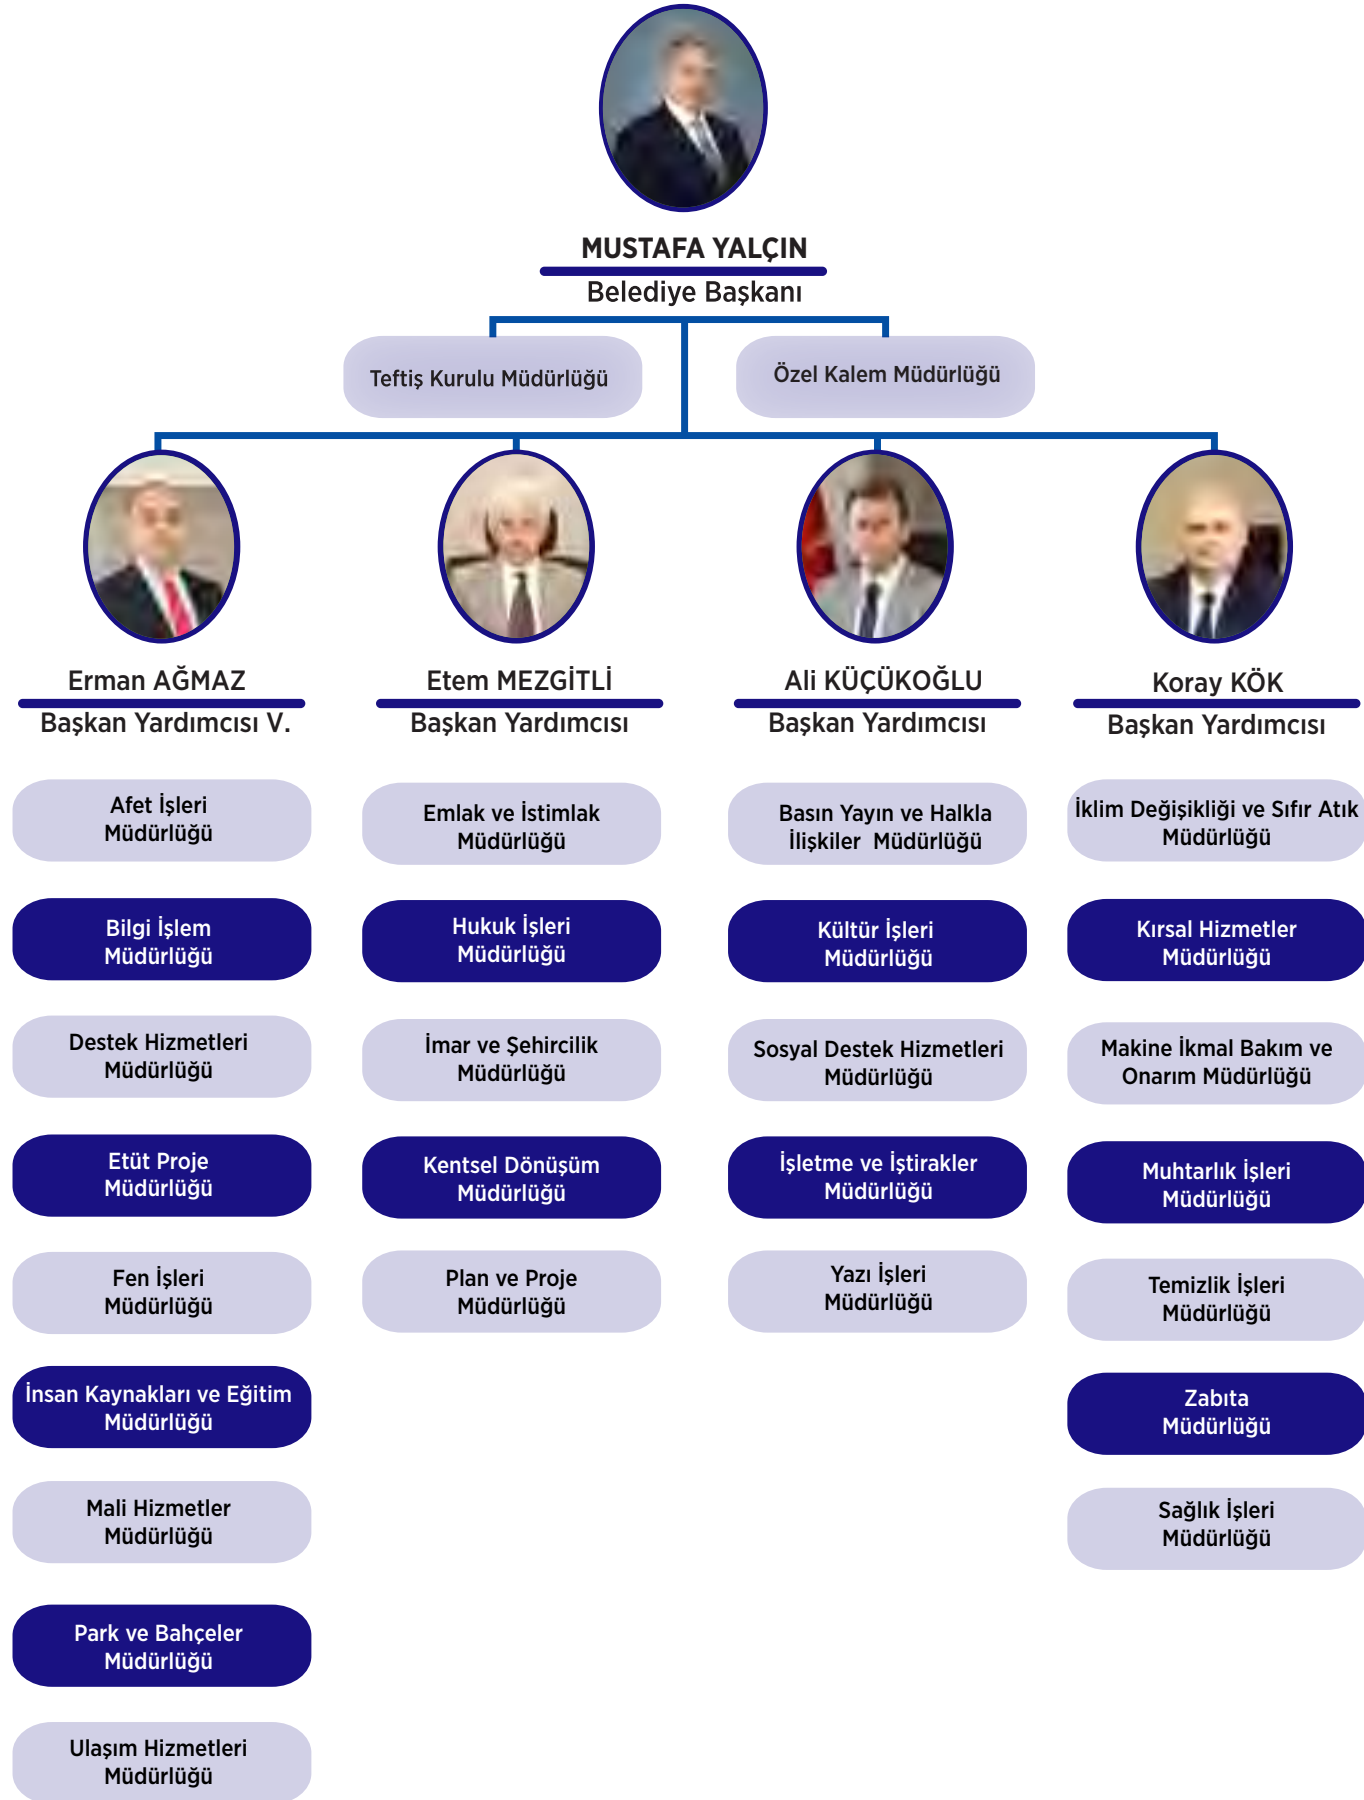 MUSTAFA YALÇIN
Belediye Başkanı
Teftiş Kurulu Müdürlüğü
Özel Kalem Müdürlüğü
Erman AĞMAZ
Başkan Yardımcısı V.
Afet İşleri
Müdürlüğü
Bilgi İşlem
Müdürlüğü
Destek Hizmetleri
Müdürlüğü
Etüt Proje
Müdürlüğü
Fen İşleri
Müdürlüğü
İnsan Kaynakları ve Eğitim
Müdürlüğü
Mali Hizmetler
Müdürlüğü
Park ve Bahçeler
Müdürlüğü
Ulaşım Hizmetleri
Müdürlüğü
Etem MEZGİTLİ
Başkan Yardımcısı
Emlak ve İstimlak
Müdürlüğü
Hukuk İşleri
Müdürlüğü
İmar ve Şehircilik
Müdürlüğü
Kentsel Dönüşüm
Müdürlüğü
Plan ve Proje
Müdürlüğü
Ali KÜÇÜKOĞLU
Başkan Yardımcısı
Basın Yayın ve Halkla
İlişkiler  Müdürlüğü
Kültür İşleri
Müdürlüğü
Sosyal Destek Hizmetleri
Müdürlüğü
İşletme ve İştirakler
Müdürlüğü
Yazı İşleri
Müdürlüğü
Koray KÖK
Başkan Yardımcısı
İklim Değişikliği ve Sıfır Atık
Müdürlüğü
Kırsal Hizmetler
Müdürlüğü
Makine İkmal Bakım ve
Onarım Müdürlüğü
Muhtarlık İşleri
Müdürlüğü
Temizlik İşleri
Müdürlüğü
Zabıta
Müdürlüğü
Sağlık İşleri
Müdürlüğü